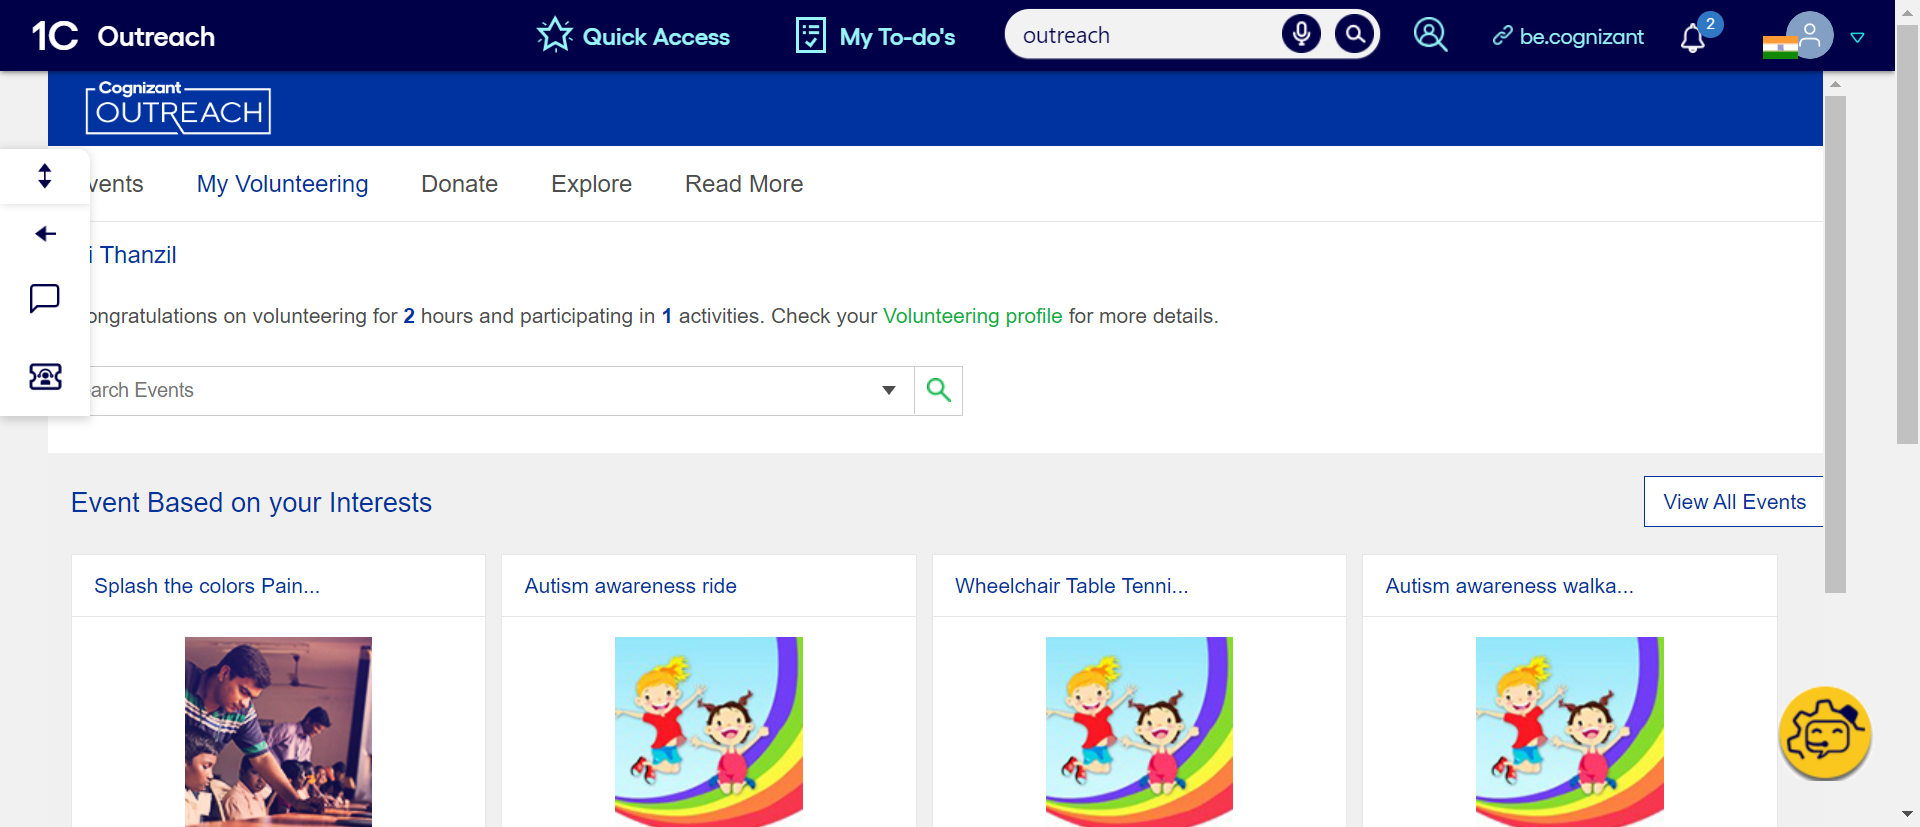 1C Outreach
Quick Access
My To-do's
outreach
be.cognizant
2
Cognizant
OUTREACH
vents
My Volunteering
Donate
Explore
Read More
i Thanzil
ongratulations on volunteering for 2 hours and participating in 1 activities. Check your Volunteering profile for more details.
arch Events
Event Based on your Interests
View All Events
Splash the colors Pain...
Autism awareness ride
Wheelchair Table Tenni...
Autism awareness walka...